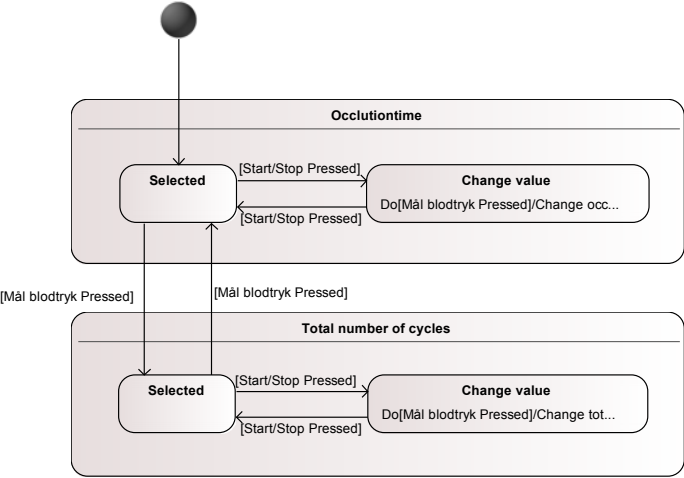 Occlutiontime
Selected
[Start/Stop Pressed]
Change value
Do[Mål blodtryk Pressed]/Change occ...
[Start/Stop Pressed]
[Mål blodtryk Pressed]
[Mål blodtryk Pressed]
Total number of cycles
Selected
[Start/Stop Pressed]
Change value
Do[Mål blodtryk Pressed]/Change tot...
[Start/Stop Pressed]